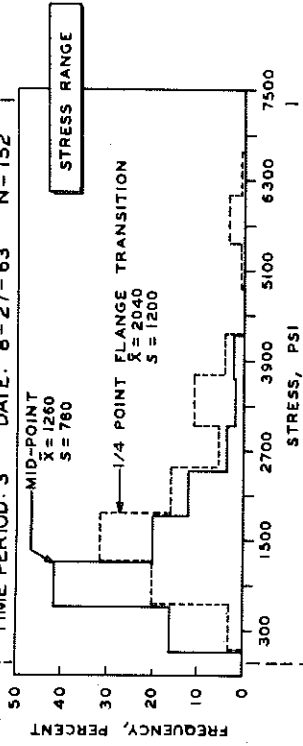 TIME PERIOD: 3 DATE: 8-27-63 N-152
STRESS RANGE
MID-POINT
X̄ = 1260
S = 760
1/4 POINT FLANGE TRANSITION
X̄ = 2040
S = 1200
FREQUENCY, PERCENT
50
40
30
20
10
0
300 1500 2700 3900 5100 6300 7500
STRESS, PSI